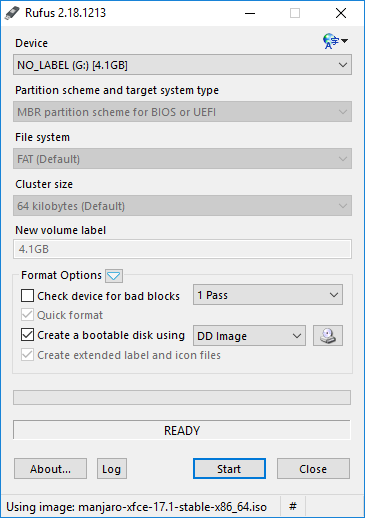 Rufus 2.18.1213
Device
NO_LABEL (G:) [4.1GB]
Partition scheme and target system type
MBR partition scheme for BIOS or UEFI
File system
FAT (Default)
Cluster size
64 kilobytes (Default)
New volume label
4.1GB
Format Options
Check device for bad blocks 1 Pass
Quick format
Create a bootable disk using DD Image
Create extended label and icon files
READY
About... Log Start Close
Using image: manjaro-xfce-17.1-stable-x86_64.iso #